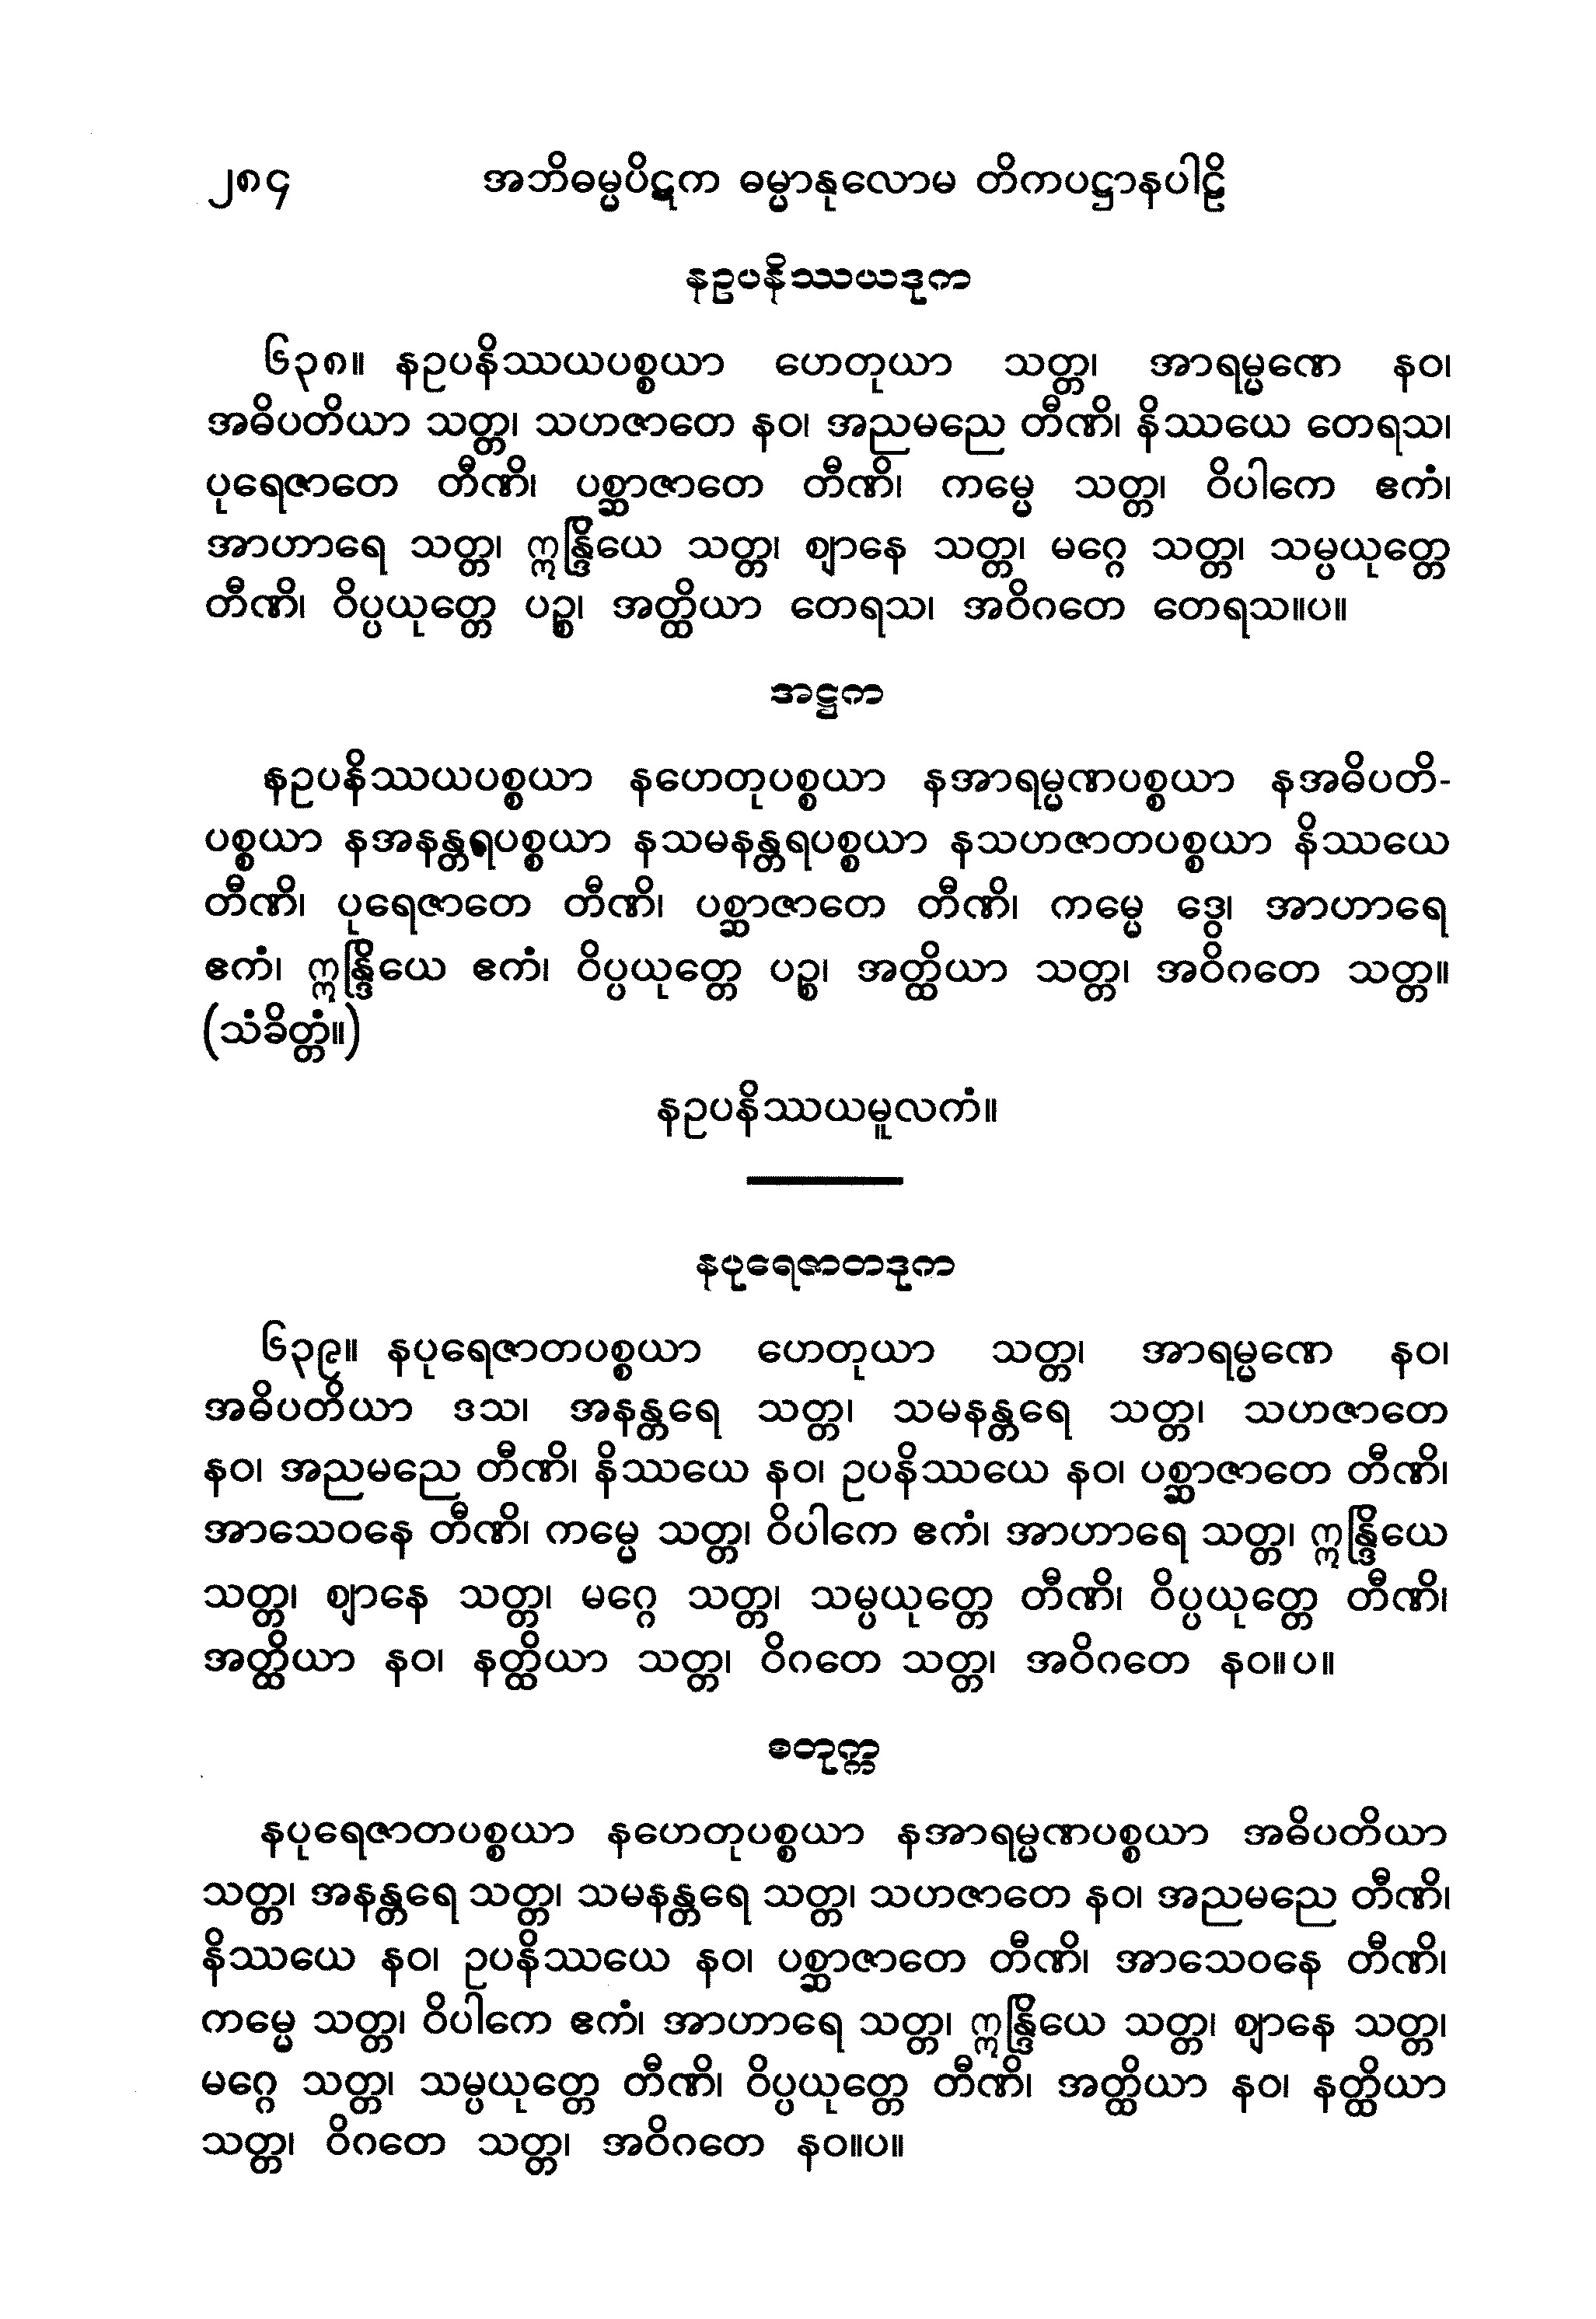 ၂၈၄ အဘိဓမ္မပိဋက ဓမ္မာနုလောမ တိကပဋ္ဌာနပါဠိ
နဥပနိဿယဒုက
၆၃၈။ နဥပနိဿယပစ္စယာ ဟေတုယာ သတ္တ၊ အာရမ္မဏေ နဝ၊
အဓိပတိယာ သတ္တ၊ သဟဇာတေ နဝ၊ အညမညေ တီဏိ၊ နိဿယေ တေရသ၊
ပုရေဇာတေ တီဏိ၊ ပစ္ဆာဇာတေ တီဏိ၊ ကမ္မေ သတ္တ၊ ဝိပါကေ ဧကံ၊
အာဟာရေ သတ္တ၊ ဣန္ဒြိယေ သတ္တ၊ ဈာနေ သတ္တ၊ မဂ္ဂေ သတ္တ၊ သမ္ပယုတ္တေ
တီဏိ၊ ဝိပ္ပယုတ္တေ ပဉ္စ၊ အတ္ထိယာ တေရသ၊ အဝိဂတေ တေရသ။ပ။
အဋ္ဌက
နဥပနိဿယပစ္စယာ နဟေတုပစ္စယာ နအာရမ္မဏပစ္စယာ နအဓိပတိ-
ပစ္စယာ နအနန္တရပစ္စယာ နသမနန္တရပစ္စယာ နသဟဇာတပစ္စယာ နိဿယေ
တီဏိ၊ ပုရေဇာတေ တီဏိ၊ ပစ္ဆာဇာတေ တီဏိ၊ ကမ္မေ ဒွေ၊ အာဟာရေ
ဧကံ၊ ဣန္ဒြိယေ ဧကံ၊ ဝိပ္ပယုတ္တေ ပဉ္စ၊ အတ္ထိယာ သတ္တ၊ အဝိဂတေ သတ္တ။
(သံခိတ္တံ။)
နဥပနိဿယမူလကံ။
နပုရေဇာတဒုက
၆၃၉။ နပုရေဇာတပစ္စယာ ဟေတုယာ သတ္တ၊ အာရမ္မဏေ နဝ၊
အဓိပတိယာ ဒသ၊ အနန္တရေ သတ္တ၊ သမနန္တရေ သတ္တ၊ သဟဇာတေ
နဝ၊ အညမညေ တီဏိ၊ နိဿယေ နဝ၊ ဥပနိဿယေ နဝ၊ ပစ္ဆာဇာတေ တီဏိ၊
အာသေဝနေ တီဏိ၊ ကမ္မေ သတ္တ၊ ဝိပါကေ ဧကံ၊ အာဟာရေ သတ္တ၊ ဣန္ဒြိယေ
သတ္တ၊ ဈာနေ သတ္တ၊ မဂ္ဂေ သတ္တ၊ သမ္ပယုတ္တေ တီဏိ၊ ဝိပ္ပယုတ္တေ တီဏိ၊
အတ္ထိယာ နဝ၊ နတ္ထိယာ သတ္တ၊ ဝိဂတေ သတ္တ၊ အဝိဂတေ နဝ။ပ။
စတုက္က
နပုရေဇာတပစ္စယာ နဟေတုပစ္စယာ နအာရမ္မဏပစ္စယာ အဓိပတိယာ
သတ္တ၊ အနန္တရေ သတ္တ၊ သမနန္တရေ သတ္တ၊ သဟဇာတေ နဝ၊ အညမညေ တီဏိ၊
နိဿယေ နဝ၊ ဥပနိဿယေ နဝ၊ ပစ္ဆာဇာတေ တီဏိ၊ အာသေဝနေ တီဏိ၊
ကမ္မေ သတ္တ၊ ဝိပါကေ ဧကံ၊ အာဟာရေ သတ္တ၊ ဣန္ဒြိယေ သတ္တ၊ ဈာနေ သတ္တ၊
မဂ္ဂေ သတ္တ၊ သမ္ပယုတ္တေ တီဏိ၊ ဝိပ္ပယုတ္တေ တီဏိ၊ အတ္ထိယာ နဝ၊ နတ္ထိယာ
သတ္တ၊ ဝိဂတေ သတ္တ၊ အဝိဂတေ နဝ။ပ။